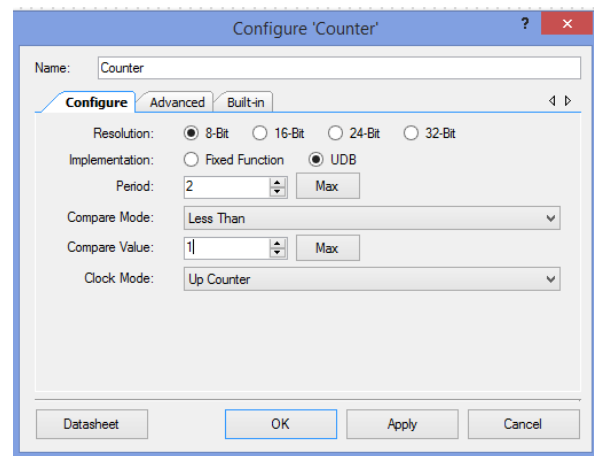 Configure 'Counter' ? ×
Name: Counter
Configure Advanced Built-in
Resolution: 8-Bit 16-Bit 24-Bit 32-Bit
Implementation: Fixed Function UDB
Period: 2 Max
Compare Mode: Less Than
Compare Value: 1 Max
Clock Mode: Up Counter
Datasheet OK Apply Cancel